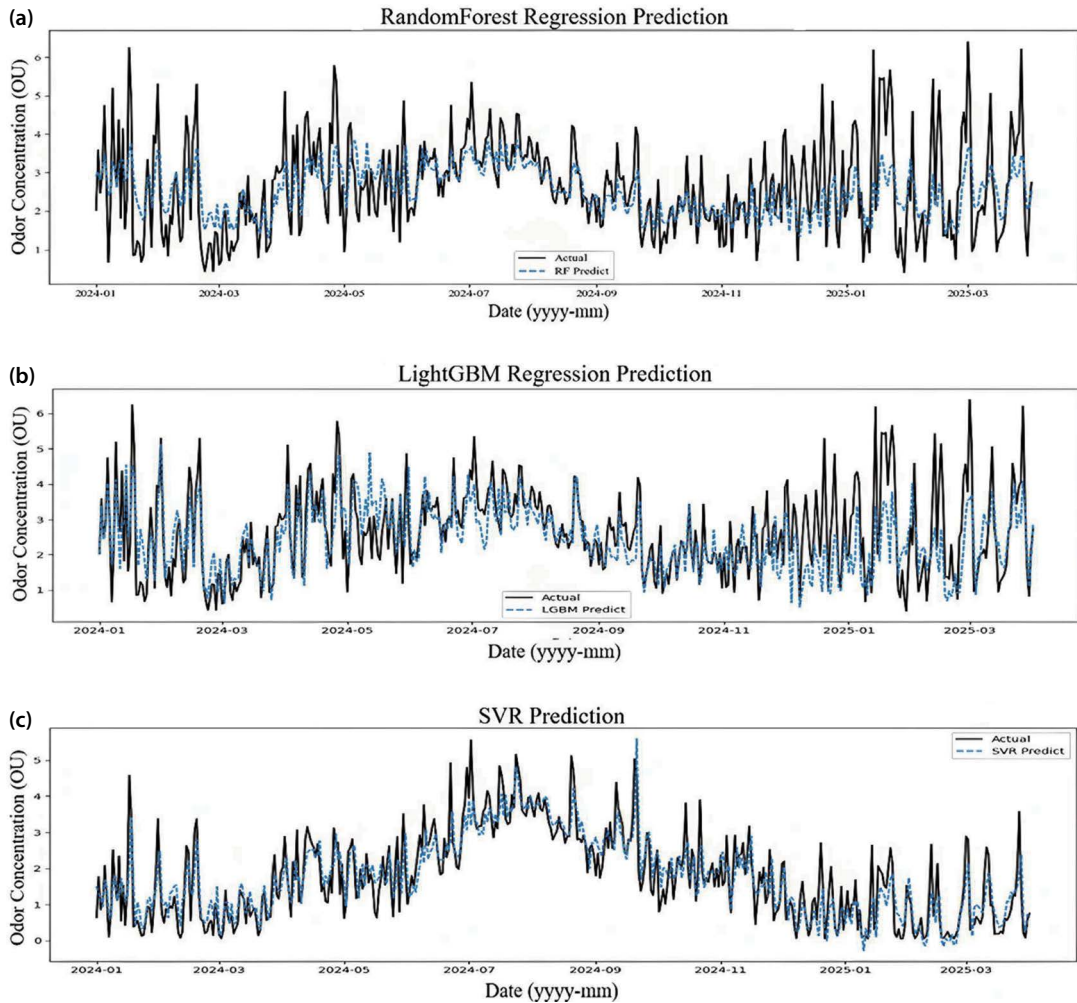 (a)
RandomForest Regression Prediction
Odor Concentration (OU)
6
5
4
3
2
1
Actual
RF Predict
2024-01 2024-03 2024-05 2024-07 2024-09 2024-11 2025-01 2025-03
Date (yyyy-mm)
(b)
LightGBM Regression Prediction
Odor Concentration (OU)
6
5
4
3
2
1
Actual
LGBM Predict
2024-01 2024-03 2024-05 2024-07 2024-09 2024-11 2025-01 2025-03
Date (yyyy-mm)
(c)
SVR Prediction
Odor Concentration (OU)
5
4
3
2
1
0
Actual
SVR Predict
2024-01 2024-03 2024-05 2024-07 2024-09 2024-11 2025-01 2025-03
Date (yyyy-mm)